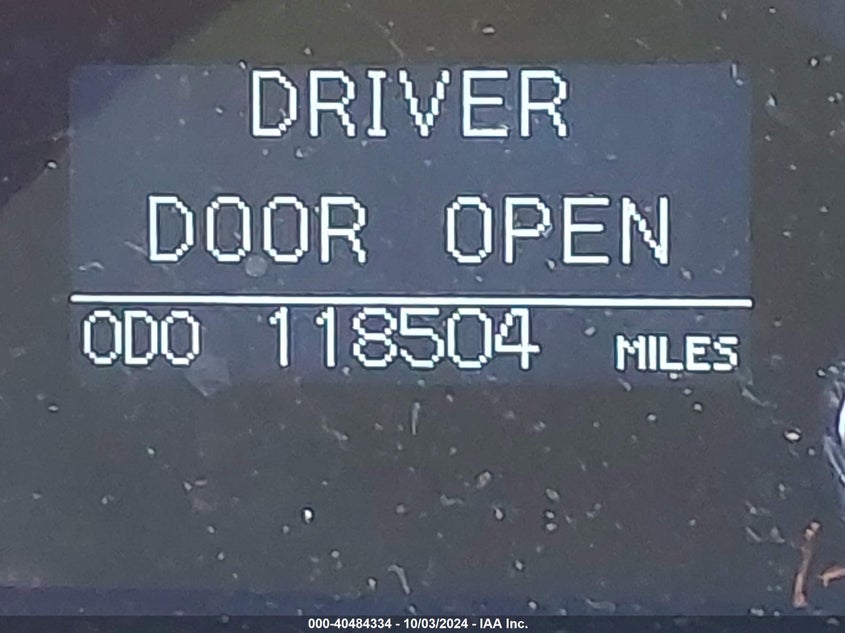 DRIVER
DOOR OPEN
ODO 118504 MILES
000-40484334 - 10/03/2024 - IAA Inc.